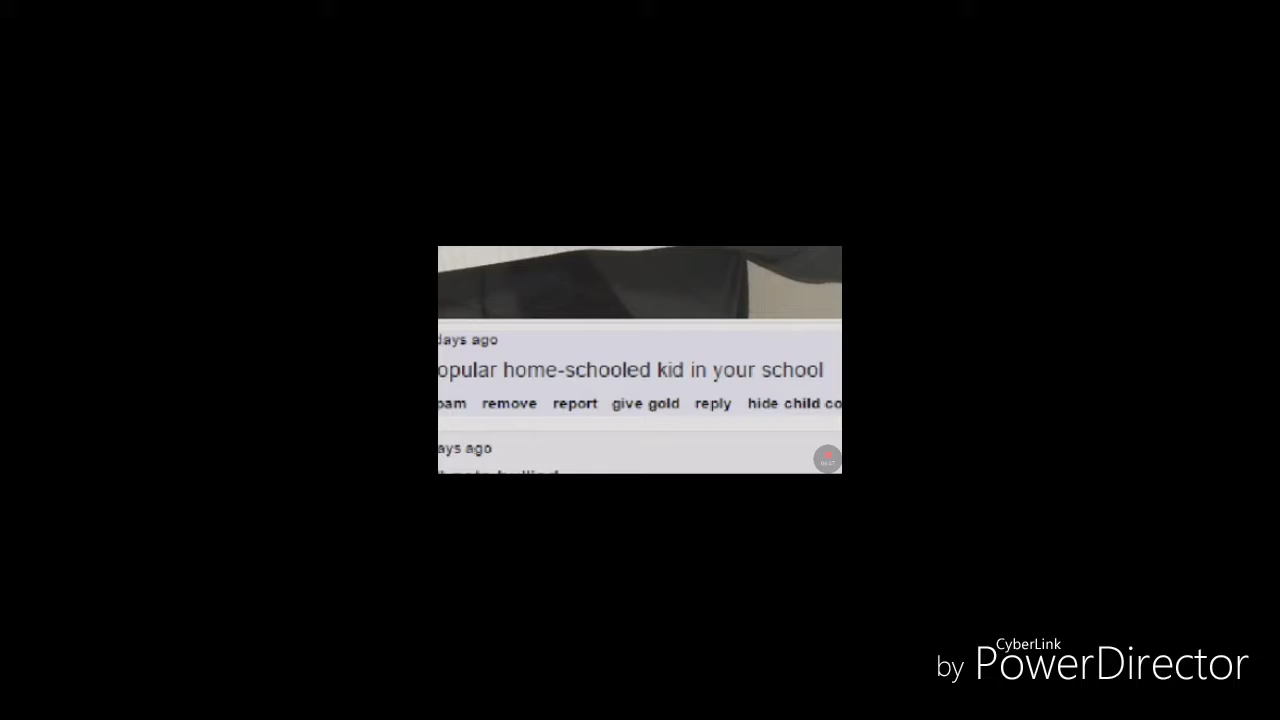 days ago
opular home-schooled kid in your school
pam remove report give gold reply hide child co
ays ago
CyberLink
by PowerDirector